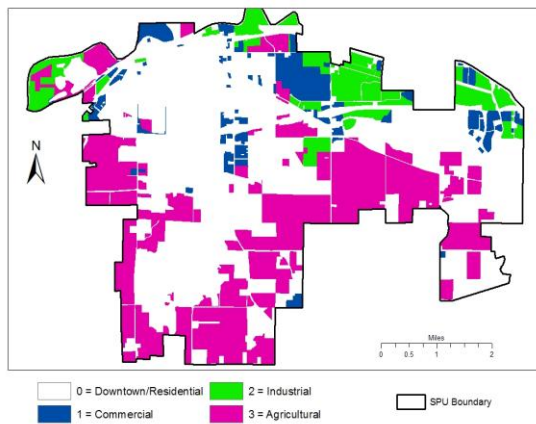 N
Miles
0 0.5 1 2
0 = Downtown/Residential
2 = Industrial
SPU Boundary
1 = Commercial
3 = Agricultural